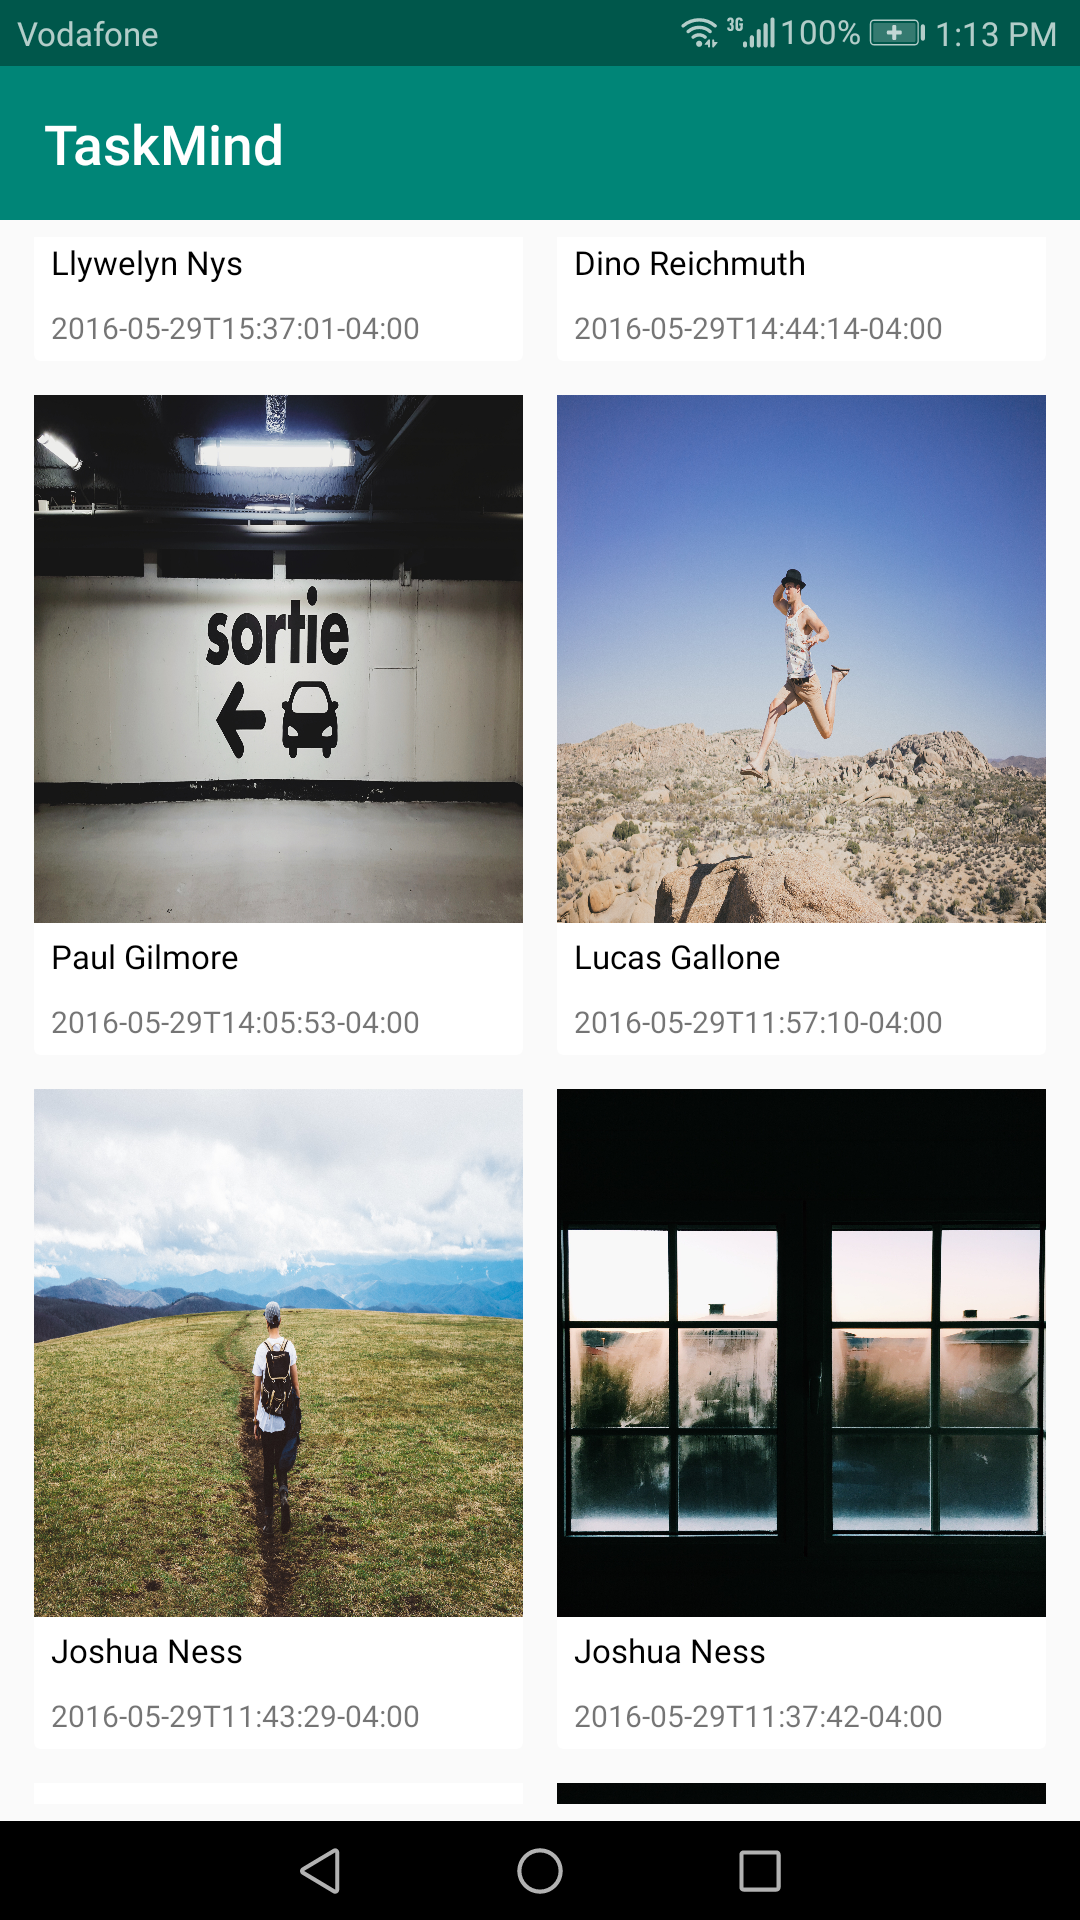 Vodafone 3G 100% 1:13 PM
TaskMind
Llywelyn Nys
2016-05-29T15:37:01-04:00
Dino Reichmuth
2016-05-29T14:44:14-04:00
sortie
Paul Gilmore
2016-05-29T14:05:53-04:00
Lucas Gallone
2016-05-29T11:57:10-04:00
Joshua Ness
2016-05-29T11:43:29-04:00
Joshua Ness
2016-05-29T11:37:42-04:00